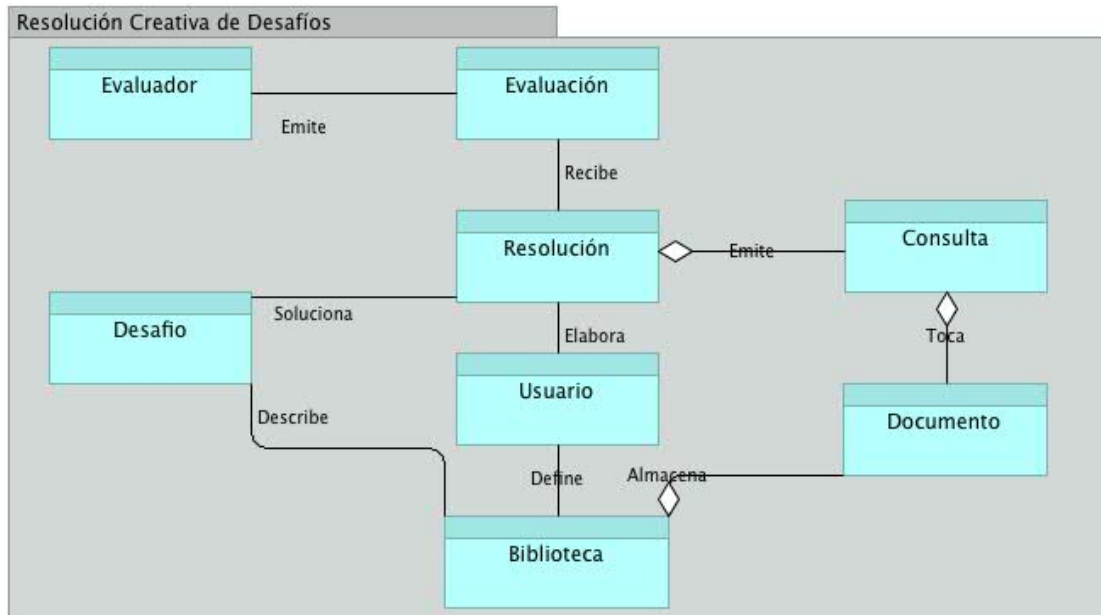 Resolución Creativa de Desafíos
Evaluador
Evaluación
Emite
Recibe
Resolución
Emite
Consulta
Soluciona
Desafio
Elabora
Toca
Usuario
Describe
Documento
Define
Almacena
Biblioteca